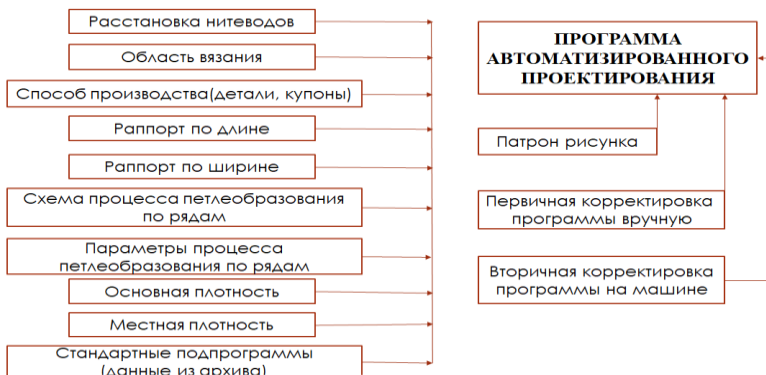 Расстановка нитеводов
Область вязания
Способ производства(детали, купоны)
Раппорт по длине
Раппорт по ширине
Схема процесса петлеобразования
по рядам
Параметры процесса
петлеобразования по рядам
Основная плотность
Местная плотность
Стандартные подпрограммы
(данные из архива)
ПРОГРАММА
АВТОМАТИЗИРОВАННОГО
ПРОЕКТИРОВАНИЯ
Патрон рисунка
Первичная корректировка
программы вручную
Вторичная корректировка
программы на машине